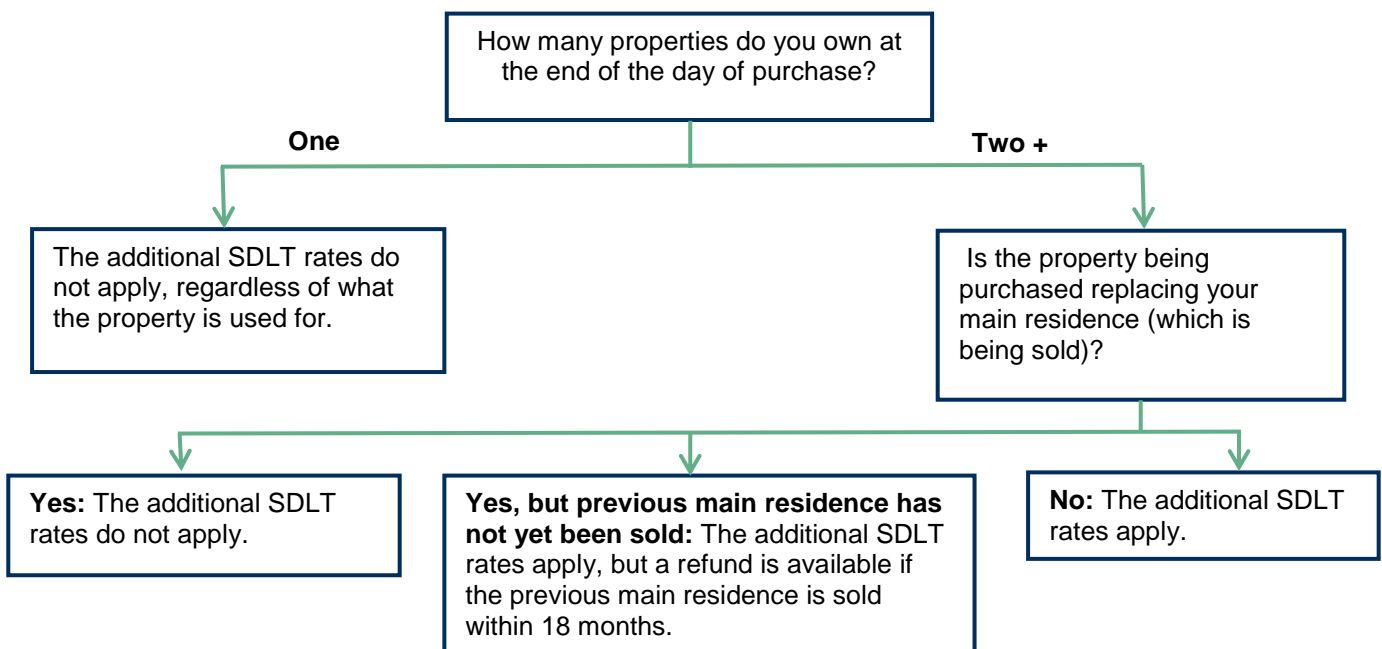 How many properties do you own at
the end of the day of purchase?
One
Two +
The additional SDLT rates do
not apply, regardless of what
the property is used for.
Is the property being
purchased replacing your
main residence (which is
being sold)?
Yes: The additional SDLT
rates do not apply.
Yes, but previous main residence has
not yet been sold: The additional SDLT
rates apply, but a refund is available if
the previous main residence is sold
within 18 months.
No: The additional SDLT
rates apply.